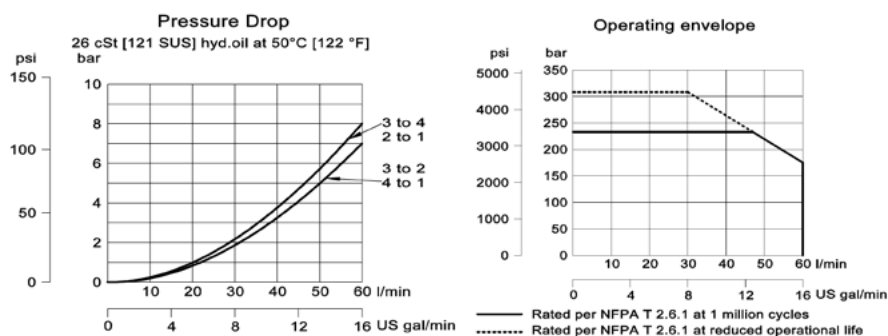 Pressure Drop
26 cSt [121 SUS] hyd.oil at 50°C [122 °F]
psi
bar
150
100
50
0
10
8
6
4
2
0
3 to 4
2 to 1
3 to 2
4 to 1
10 20 30 40 50 60 l/min
0 4 8 12 16 US gal/min
Operating envelope
psi
bar
5000
4000
3000
2000
1000
0
350
300
250
200
150
100
50
0
10 20 30 40 50 60 l/min
0 4 8 12 16 US gal/min
Rated per NFPA T 2.6.1 at 1 million cycles
Rated per NFPA T 2.6.1 at reduced operational life